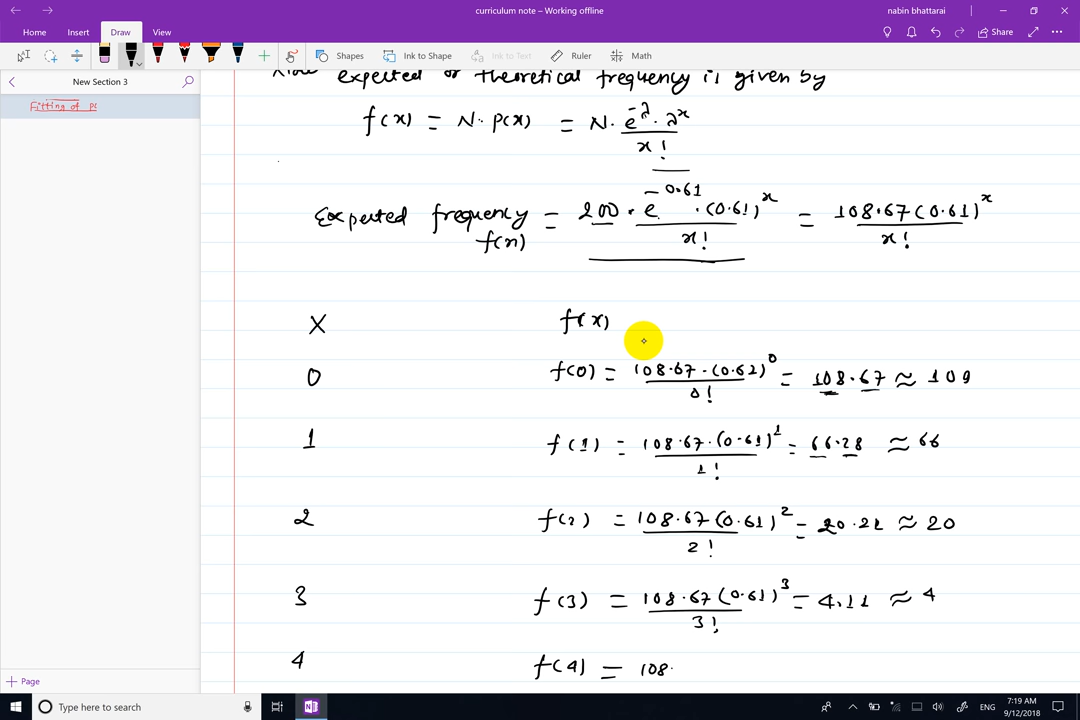 curriculum note – Working offline
nabin bhattarai
Home Insert Draw View
Share
Shapes Ink to Shape Ink to Text Ruler Math
New Section 3
Fitting of
expected or theoretical frequency is given by
f(x) = N. p(x) = N. e^-λ . λ^x / x!
Expected frequency f(x) = 200 . e^-0.61 . (0.61)^x / x! = 108.67 (0.61)^x / x!
X f(x)
0 f(0) = 108.67 . (0.62)^0 / 0! = 108.67 ≈ 109
1 f(1) = 108.67 . (0.61)^1 / 1! = 66.28 ≈ 66
2 f(2) = 108.67 (0.61)^2 / 2! = 20.21 ≈ 20
3 f(3) = 108.67 (0.61)^3 / 3! = 4.11 ≈ 4
4 f(4) = 108.
Page
Type here to search
ENG
7:19 AM
9/12/2018